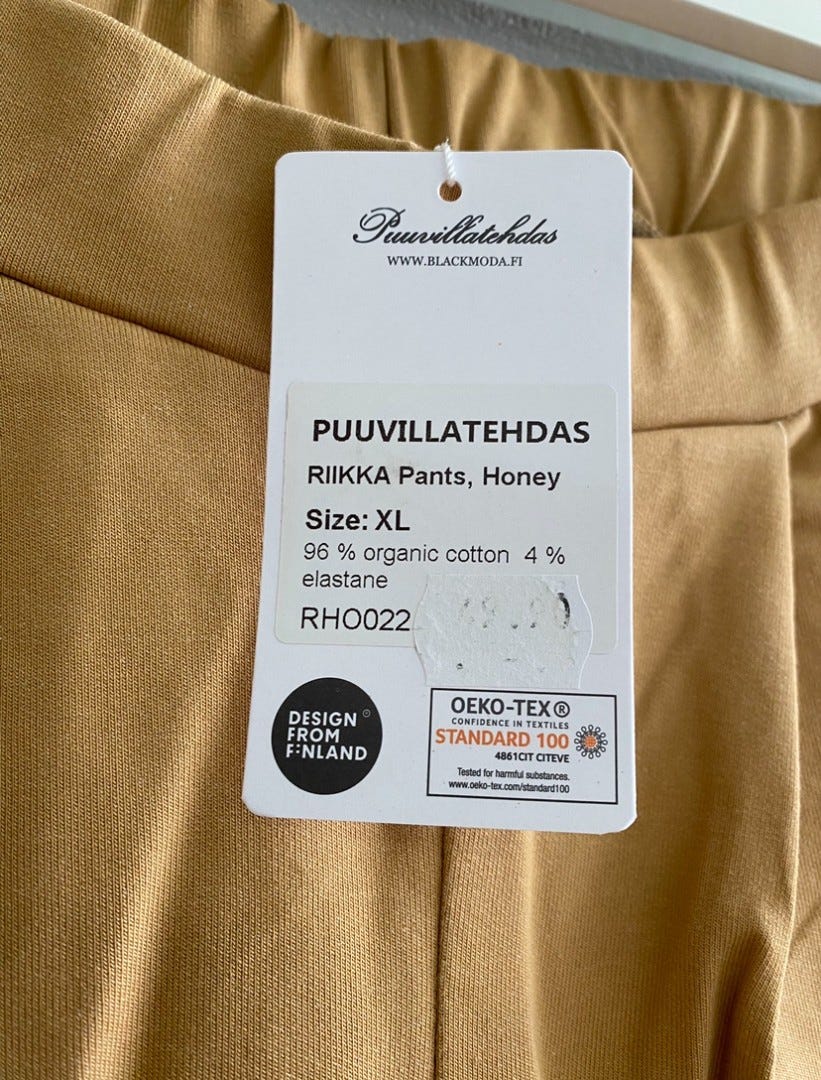 Puuvillatehdas
WWW.BLACKMODA.FI
PUUVILLATEHDAS
RIIKKA Pants, Honey
Size: XL
96 % organic cotton 4 %
elastane
RHO022
DESIGN
FROM
FINLAND
OEKO-TEX®
CONFIDENCE IN TEXTILES
STANDARD 100
4861CIT CITEVE
Tested for harmful substances.
www.oeko-tex.com/standard100